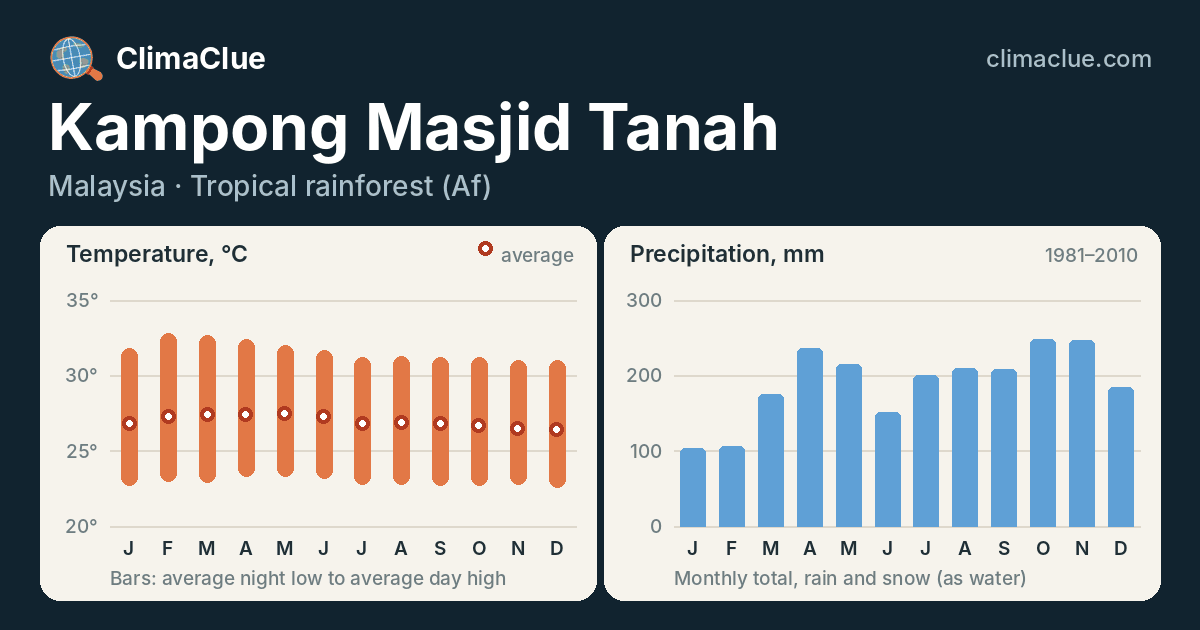 ClimaClue
climaclue.com
Kampong Masjid Tanah
Malaysia · Tropical rainforest (Af)
Temperature, °C
average
35°
30°
25°
20°
J F M A M J J A S O N D
Bars: average night low to average day high
Precipitation, mm
1981–2010
300
200
100
0
J F M A M J J A S O N D
Monthly total, rain and snow (as water)